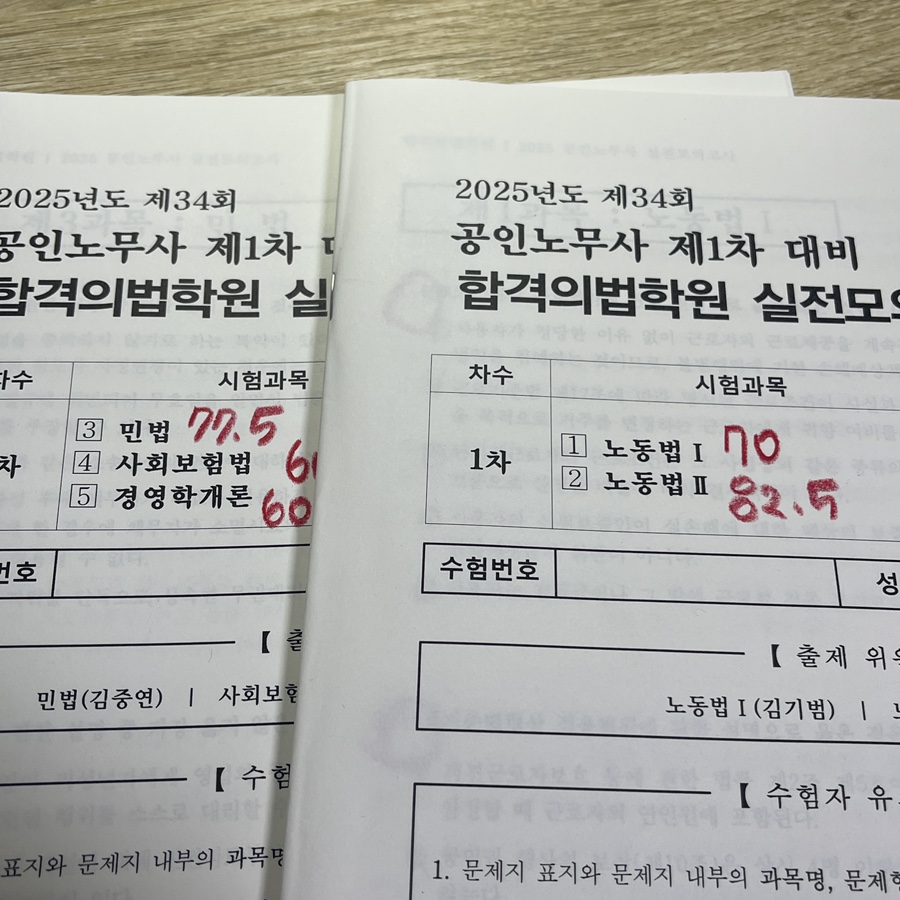 2025년도 제34회
공인노무사 제1차
합격의법학원
차수 시험과목
1차
3 민법 77.5
4 사회보험법
5 경영학개론 60
번호
【
민법(김중연) | 사회보험
【 수험
표지와 문제지 내부의 과목명
2025년도 제34회
공인노무사 제1차 대비
합격의법학원 실전모의
차수 시험과목
1차
1 노동법Ⅰ 70
2 노동법Ⅱ 82.5
수험번호 성
【 출제 위원
노동법Ⅰ(김기범) |
【 수험자 유
1. 문제지 표지와 문제지 내부의 과목명, 문제형